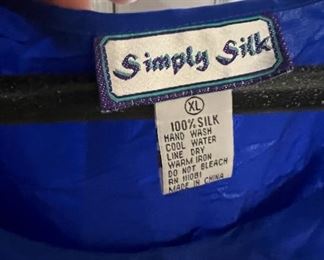 Simply Silk
XL
100% SILK
HAND WASH
COOL WATER
LINE DRY
WARM IRON
DO NOT BLEACH
RN 111081
MADE IN CHINA